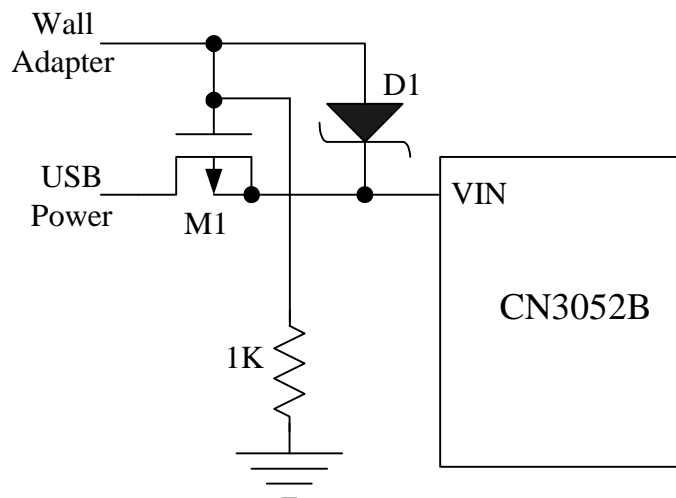 Wall
Adapter
D1
USB
Power
M1
VIN
CN3052B
1K